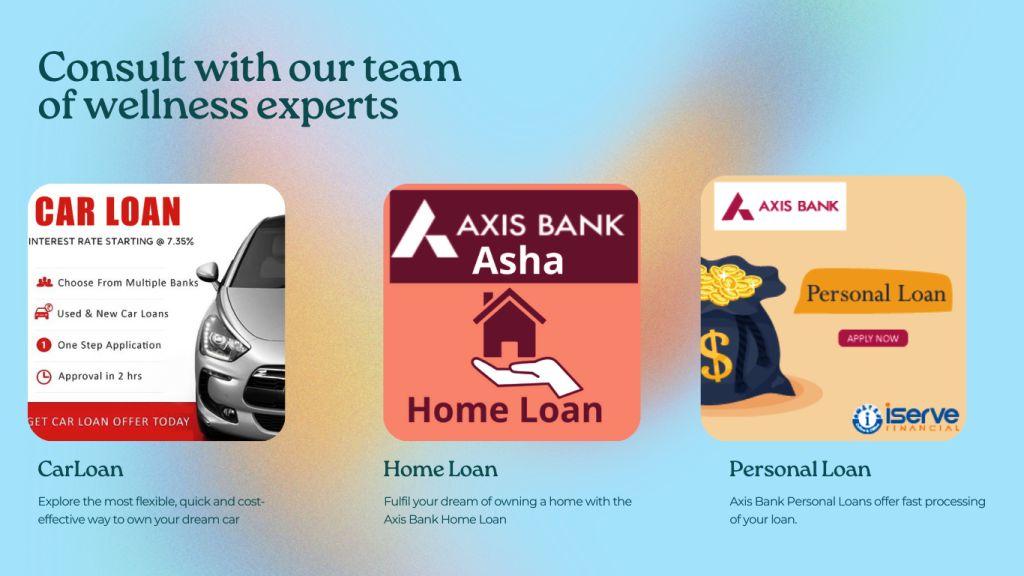 Consult with our team
of wellness experts
CAR LOAN
INTEREST RATE STARTING @ 7.35%
Choose From Multiple Banks
Used & New Car Loans
1 One Step Application
Approval in 2 hrs
GET CAR LOAN OFFER TODAY
CarLoan
Explore the most flexible, quick and cost-
effective way to own your dream car
AXIS BANK
Asha
Home Loan
Home Loan
Fulfil your dream of owning a home with the
Axis Bank Home Loan
AXIS BANK
Personal Loan
APPLY NOW
$
iServe
FINANCIAL
Personal Loan
Axis Bank Personal Loans offer fast processing
of your loan.